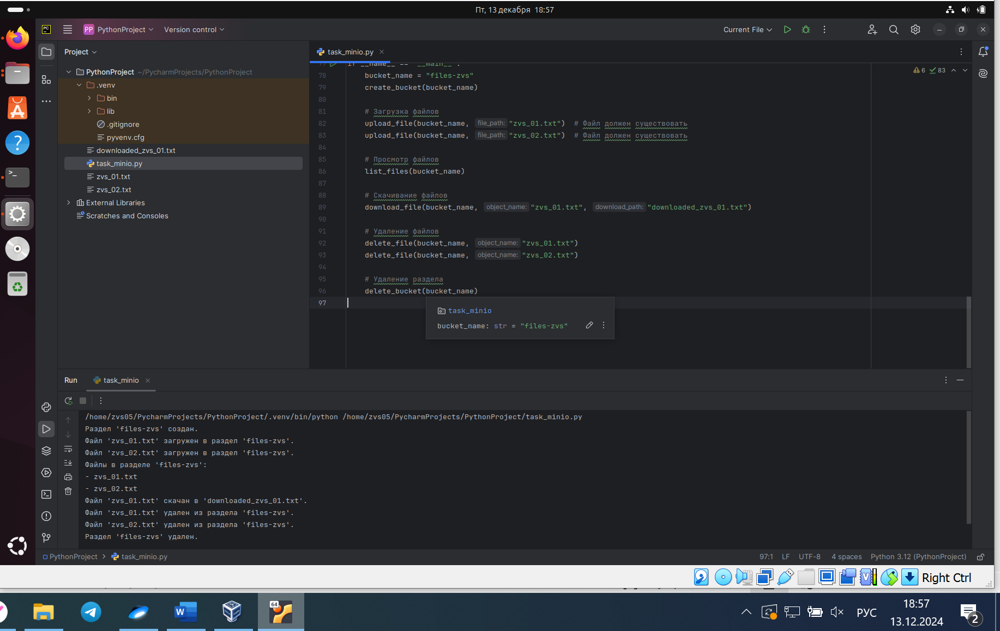 Пт, 13 декабря 18:57
PC
PP PythonProject Version control
Current File
Project
task_minio.py
PythonProject ~/PycharmProjects/PythonProject
.venv
bin
lib
.gitignore
pyvenv.cfg
downloaded_zvs_01.txt
task_minio.py
zvs_01.txt
zvs_02.txt
External Libraries
Scratches and Consoles
6 83
77 if __name__ == "__main__":
78 bucket_name = "files-zvs"
79 create_bucket(bucket_name)
80
81 # Загрузка файлов
82 upload_file(bucket_name, file_path: "zvs_01.txt") # Файл должен существовать
83 upload_file(bucket_name, file_path: "zvs_02.txt") # Файл должен существовать
84
85 # Просмотр файлов
86 list_files(bucket_name)
87
88 # Скачивание файлов
89 download_file(bucket_name, object_name: "zvs_01.txt", download_path: "downloaded_zvs_01.txt")
90
91 # Удаление файлов
92 delete_file(bucket_name, object_name: "zvs_01.txt")
93 delete_file(bucket_name, object_name: "zvs_02.txt")
94
95 # Удаление раздела
96 delete_bucket(bucket_name)
97
task_minio
bucket_name: str = "files-zvs"
Run task_minio
/home/zvs05/PycharmProjects/PythonProject/.venv/bin/python /home/zvs05/PycharmProjects/PythonProject/task_minio.py
Раздел 'files-zvs' создан.
Файл 'zvs_01.txt' загружен в раздел 'files-zvs'.
Файл 'zvs_02.txt' загружен в раздел 'files-zvs'.
Файлы в разделе 'files-zvs':
- zvs_01.txt
- zvs_02.txt
Файл 'zvs_01.txt' скачан в 'downloaded_zvs_01.txt'.
Файл 'zvs_01.txt' удален из раздела 'files-zvs'.
Файл 'zvs_02.txt' удален из раздела 'files-zvs'.
Раздел 'files-zvs' удален.
PythonProject > task_minio.py
97:1 LF UTF-8 4 spaces Python 3.12 (PythonProject)
Right Ctrl
64
РУС
18:57
13.12.2024
2